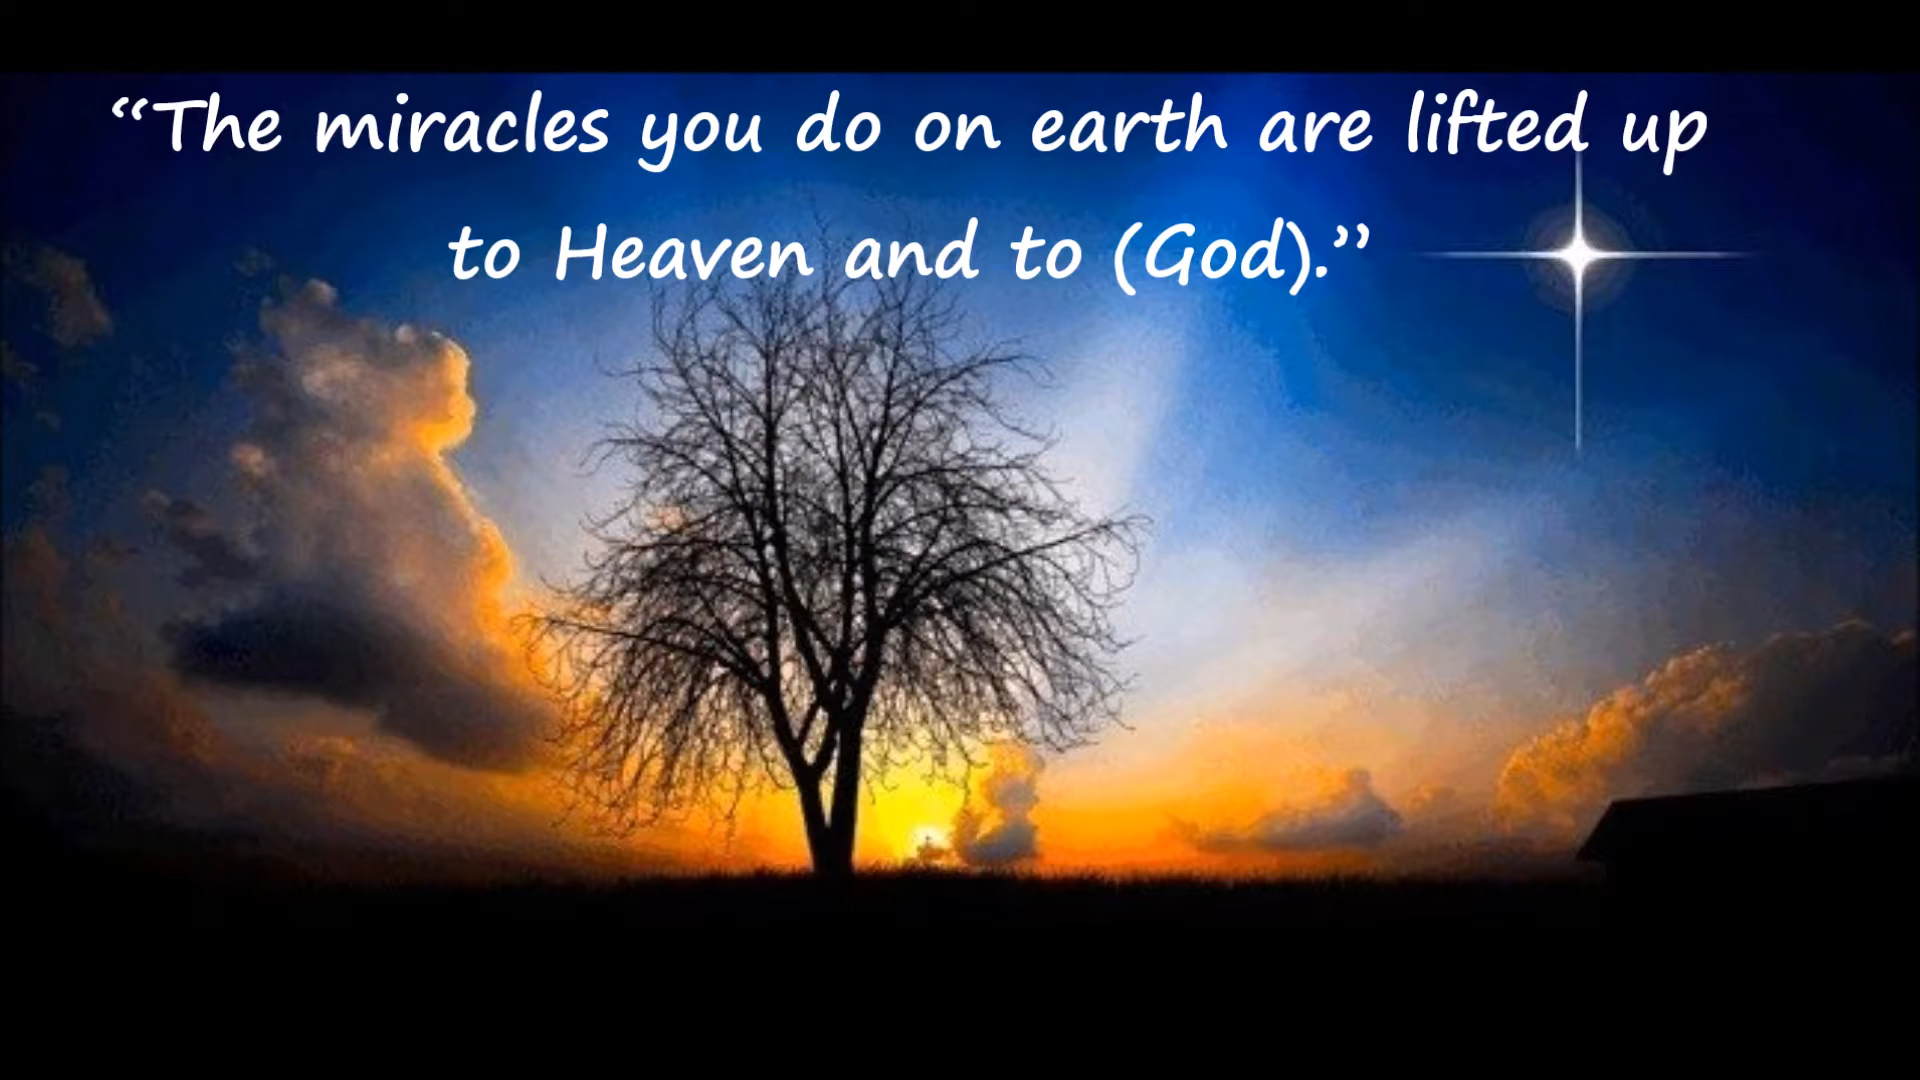 “The miracles you do on earth are lifted up
to Heaven and to (God).”